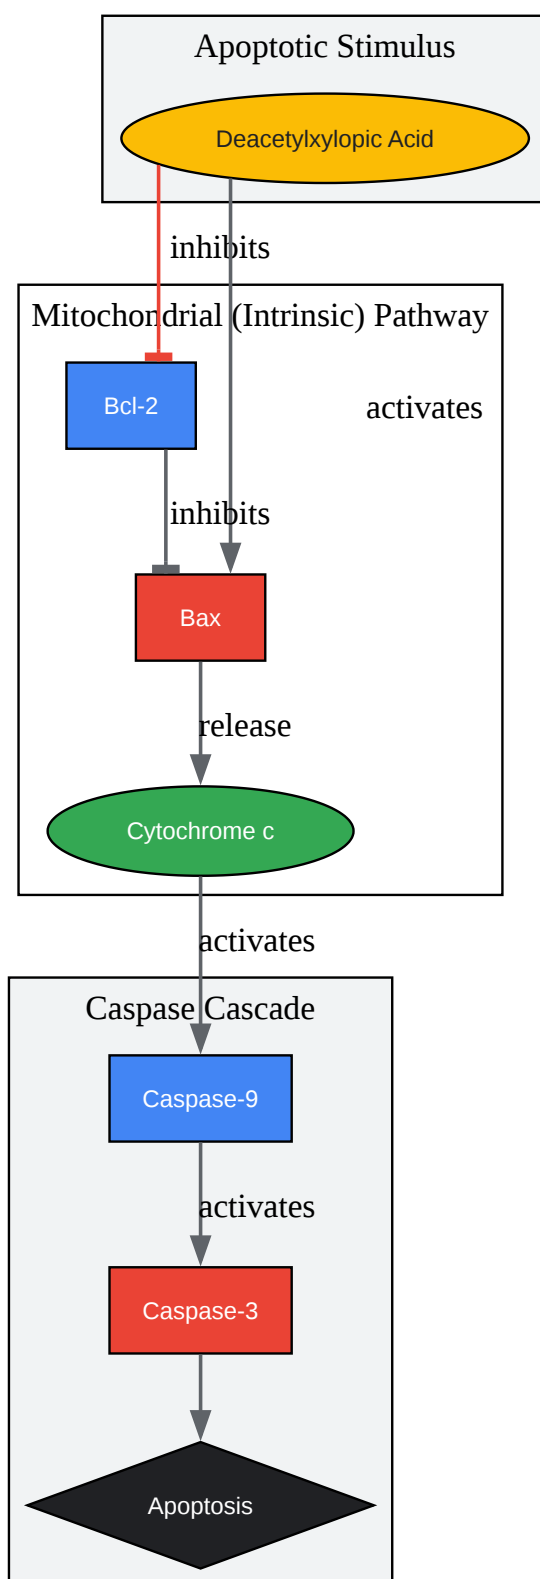 Apoptotic Stimulus
Deacetylxylopic Acid
inhibits
Mitochondrial (Intrinsic) Pathway
Bcl-2
activates
inhibits
Bax
release
Cytochrome c
activates
Caspase Cascade
Caspase-9
activates
Caspase-3
Apoptosis